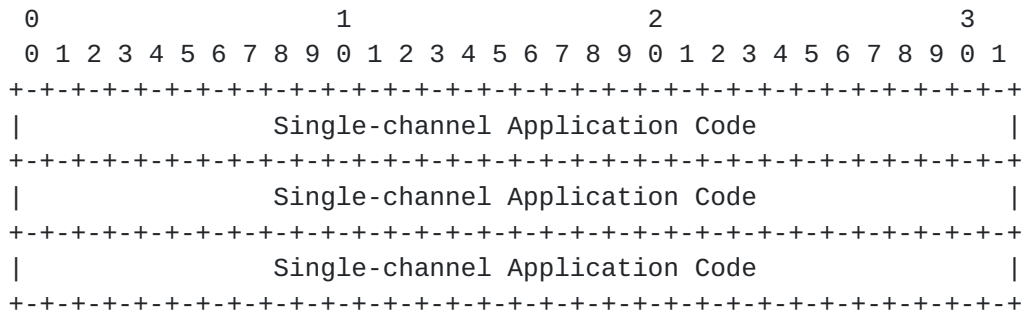 0                   1                   2                   3
 0 1 2 3 4 5 6 7 8 9 0 1 2 3 4 5 6 7 8 9 0 1 2 3 4 5 6 7 8 9 0 1
+-+-+-+-+-+-+-+-+-+-+-+-+-+-+-+-+-+-+-+-+-+-+-+-+-+-+-+-+-+-+-+-+
|                Single-channel Application Code                |
+-+-+-+-+-+-+-+-+-+-+-+-+-+-+-+-+-+-+-+-+-+-+-+-+-+-+-+-+-+-+-+-+
|                Single-channel Application Code                |
+-+-+-+-+-+-+-+-+-+-+-+-+-+-+-+-+-+-+-+-+-+-+-+-+-+-+-+-+-+-+-+-+
|                Single-channel Application Code                |
+-+-+-+-+-+-+-+-+-+-+-+-+-+-+-+-+-+-+-+-+-+-+-+-+-+-+-+-+-+-+-+-+